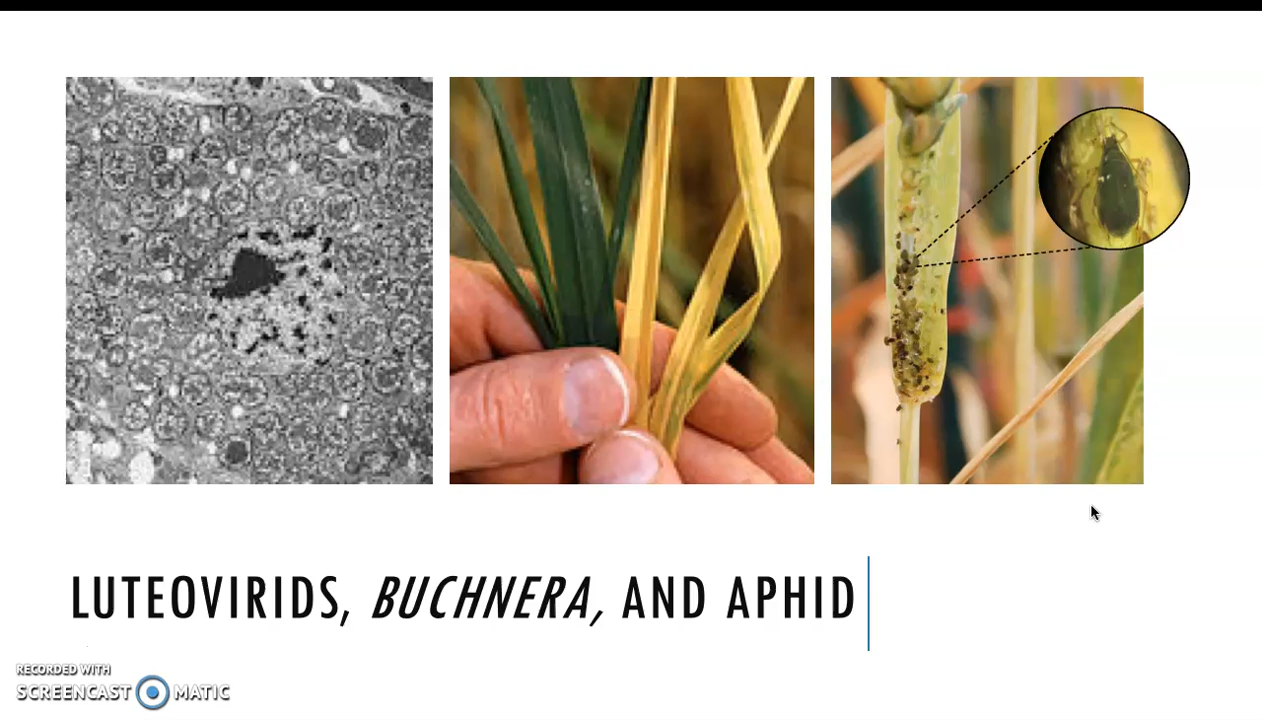 LUTEOVIRIDS, BUCHNERA, AND APHID
RECORDED WITH
SCREENCAST MATIC